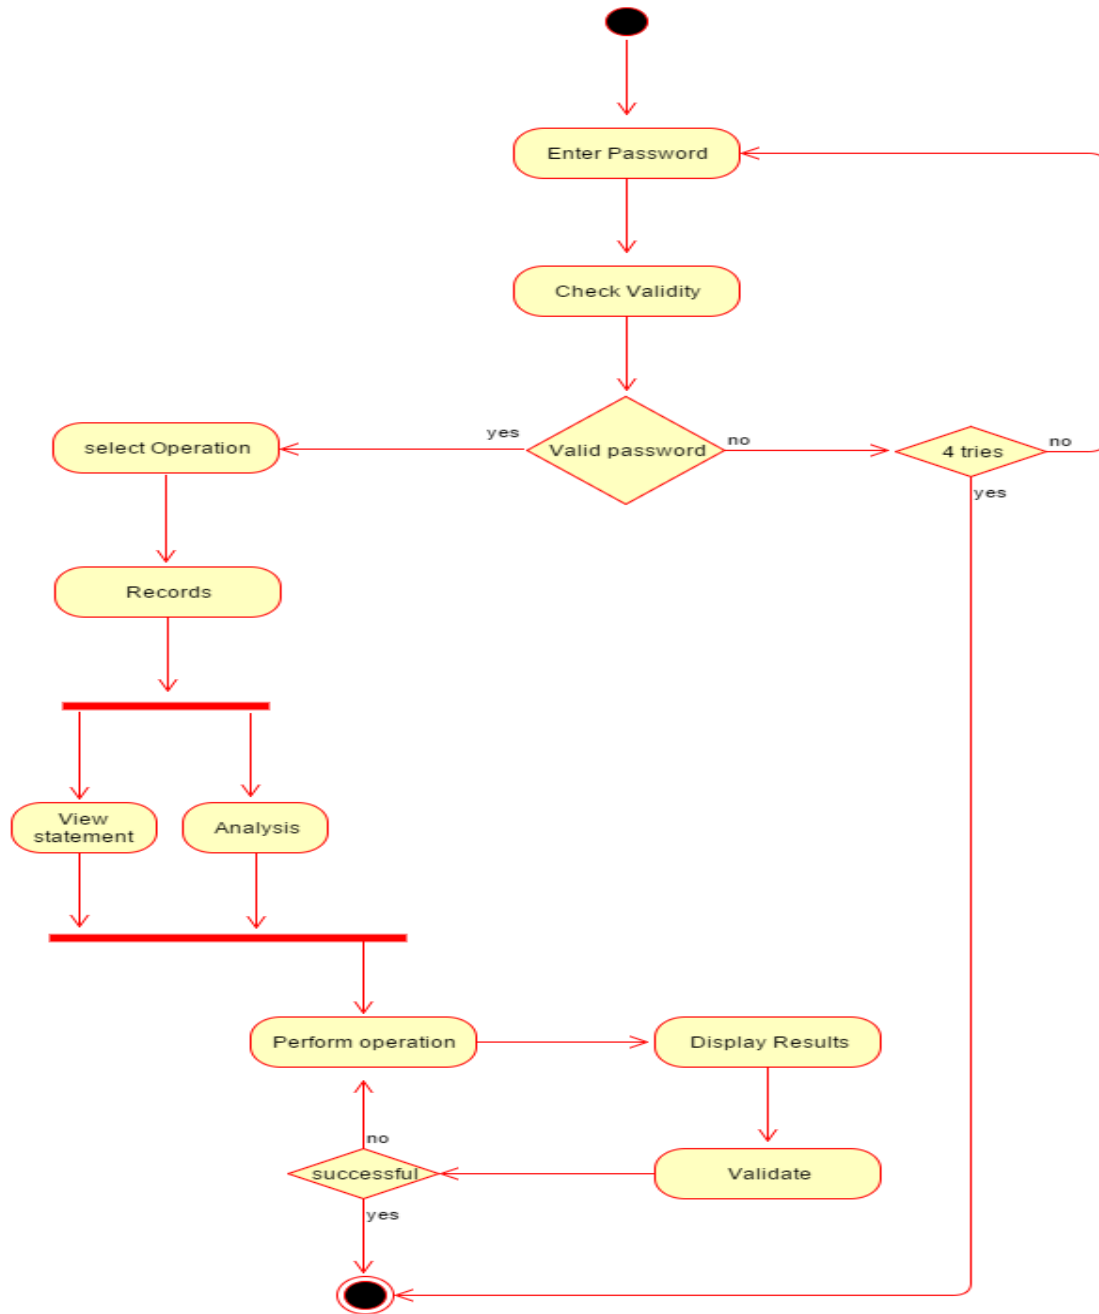 Enter Password
Check Validity
yes
Valid password
no
4 tries
no
yes
select Operation
Records
View
statement
Analysis
Perform operation
Display Results
no
successful
Validate
yes